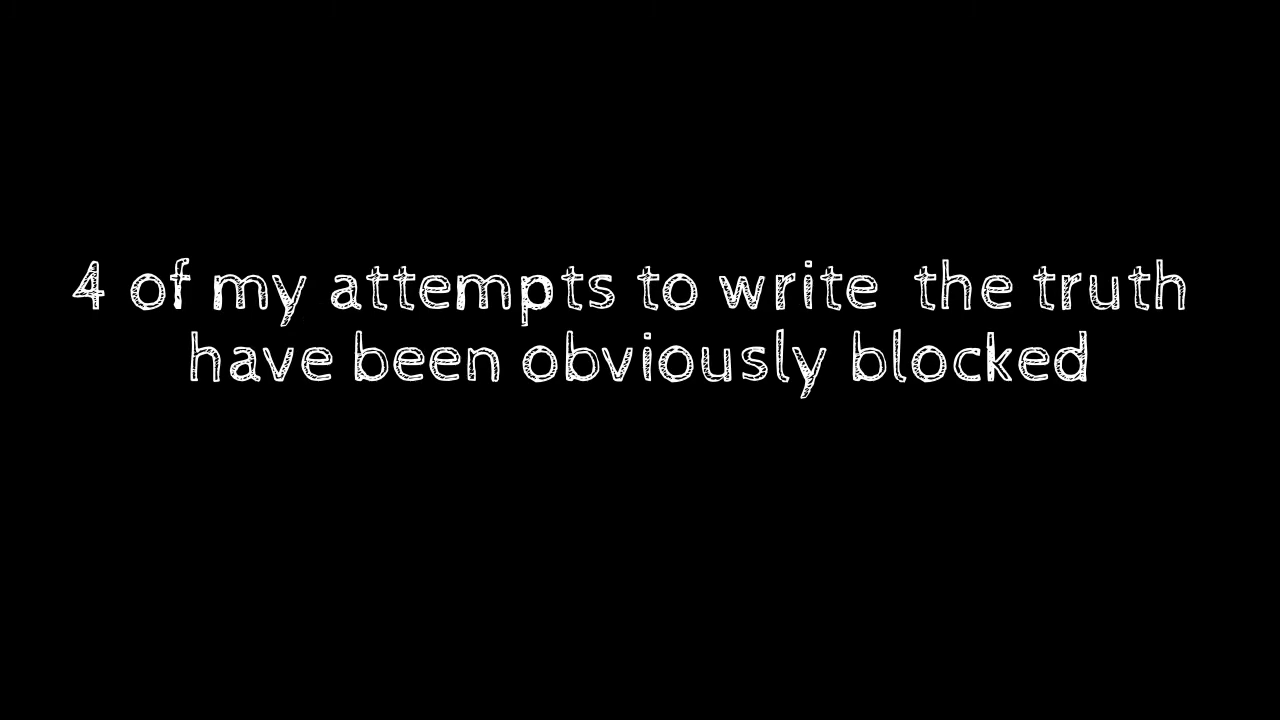 4 of my attempts to write  the truth
have been obviously blocked